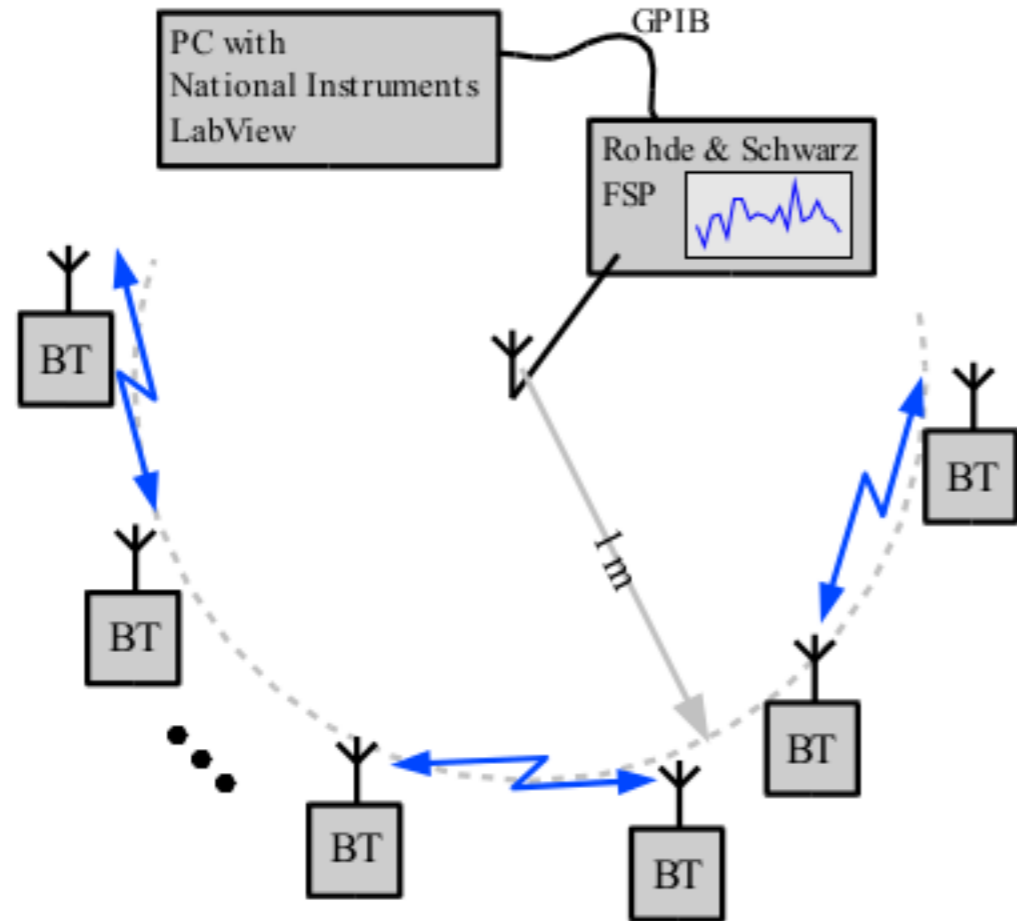 GPIB
PC with
National Instruments
LabView
Rohde & Schwarz
FSP
BT
BT
1 m
BT
BT
BT
BT